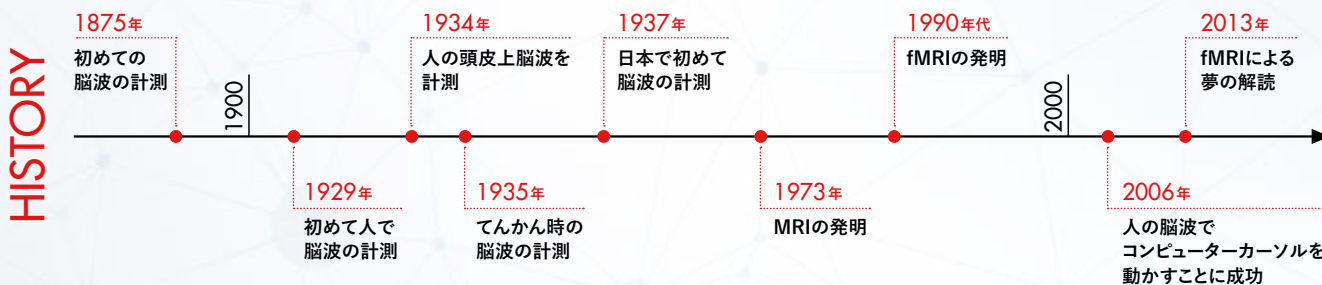 HISTORY
1875年
初めての
脳波の計測
1900
1929年
初めて人で
脳波の計測
1934年
人の頭皮上脳波を
計測
1935年
てんかん時の
脳波の計測
1937年
日本で初めて
脳波の計測
1973年
MRIの発明
1990年代
fMRIの発明
2000
2006年
人の脳波で
コンピューターカーソルを
動かすことに成功
2013年
fMRIによる
夢の解読